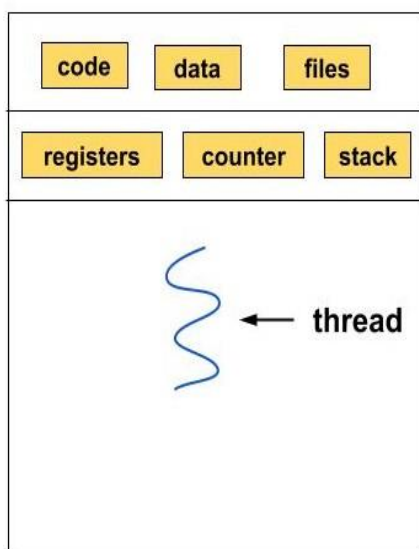 code data files
registers counter stack
thread